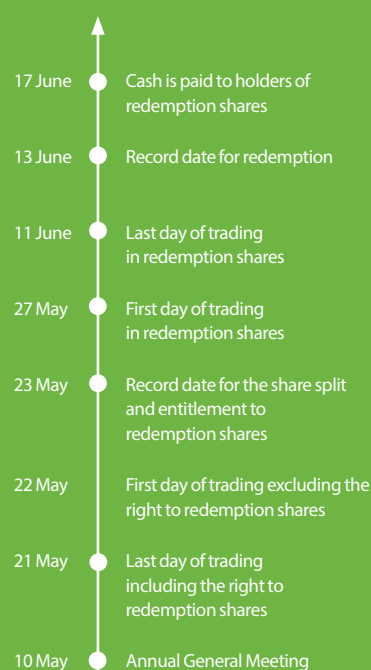 17 June Cash is paid to holders of
redemption shares
13 June Record date for redemption
11 June Last day of trading
in redemption shares
27 May First day of trading
in redemption shares
23 May Record date for the share split
and entitlement to
redemption shares
22 May First day of trading excluding the
right to redemption shares
21 May Last day of trading
including the right to
redemption shares
10 May Annual General Meeting